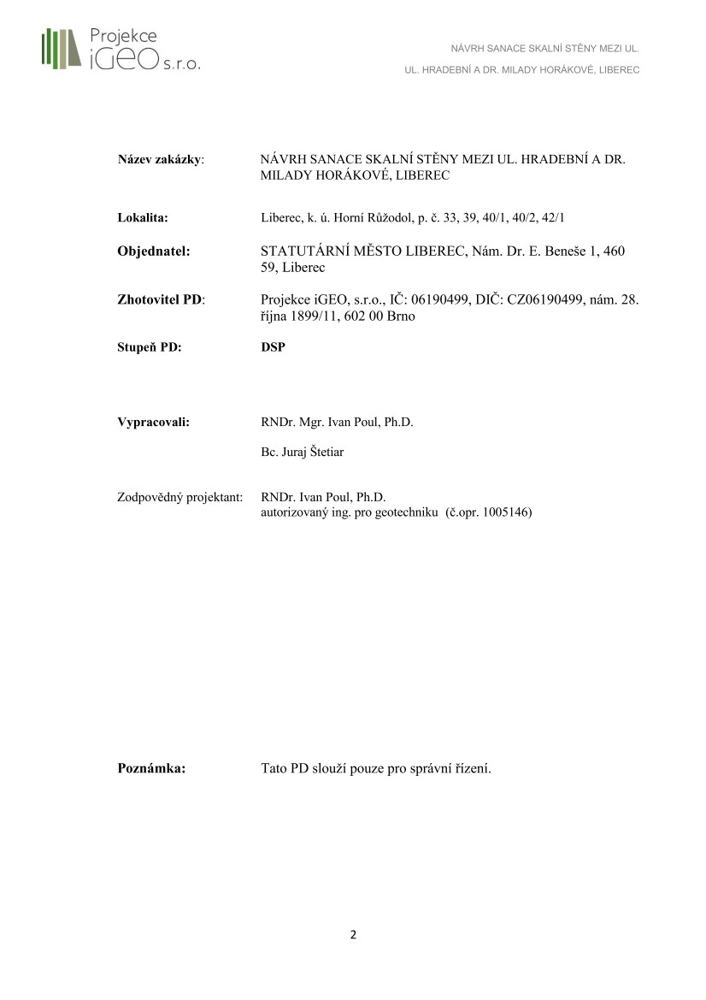 Projekce
iGEO s.r.o.
NÁVRH SANACE SKALNÍ STĚNY MEZI UL.
UL. HRADEBNÍ A DR. MILADY HORÁKOVÉ, LIBEREC
Název zakázky: NÁVRH SANACE SKALNÍ STĚNY MEZI UL. HRADEBNÍ A DR.
MILADY HORÁKOVÉ, LIBEREC
Lokalita: Liberec, k. ú. Horní Růžodol, p. č. 33, 39, 40/1, 40/2, 42/1
Objednatel: STATUTÁRNÍ MĚSTO LIBEREC, Nám. Dr. E. Beneše 1, 460
59, Liberec
Zhotovitel PD: Projekce iGEO, s.r.o., IČ: 06190499, DIČ: CZ06190499, nám. 28.
října 1899/11, 602 00 Brno
Stupeň PD: DSP
Vypracovali: RNDr. Mgr. Ivan Poul, Ph.D.
Bc. Juraj Štetiar
Zodpovědný projektant: RNDr. Ivan Poul, Ph.D.
autorizovaný ing. pro geotechniku (č.opr. 1005146)
Poznámka: Tato PD slouží pouze pro správní řízení.
2